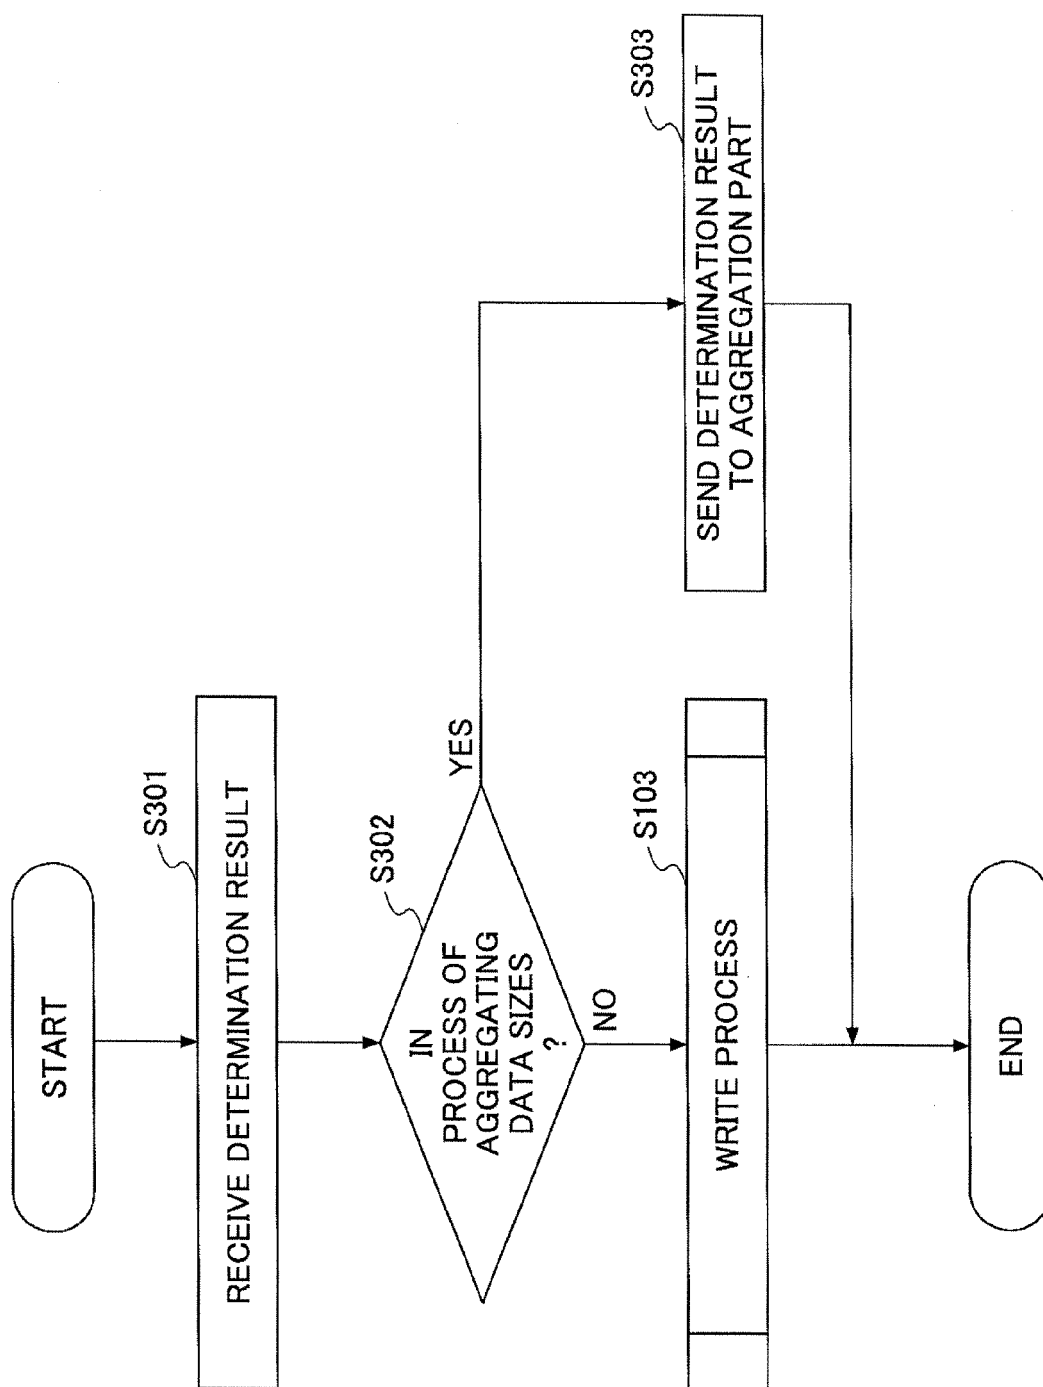 START
S301
RECEIVE DETERMINATION RESULT
S302
IN
PROCESS OF
AGGREGATING
DATA SIZES
?
YES
NO
S103
WRITE PROCESS
S303
SEND DETERMINATION RESULT
TO AGGREGATION PART
END